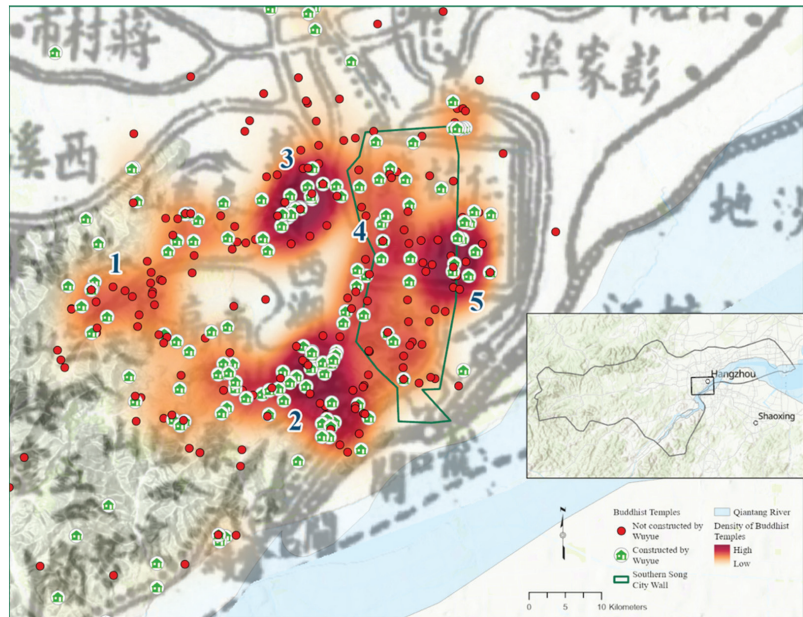 蔣村市
彭家埠
西溪
沙地
西
湖
1
2
3
4
5
Hangzhou
Shaoxing
Buddhist Temples
Not constructed by
Wuyue
Constructed by
Wuyue
Southern Song
City Wall
Qiantang River
Density of Buddhist
Temples
High
Low
N
0 5 10 Kilometers